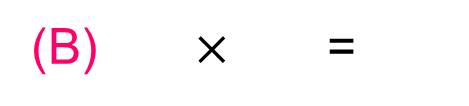 (B) × =